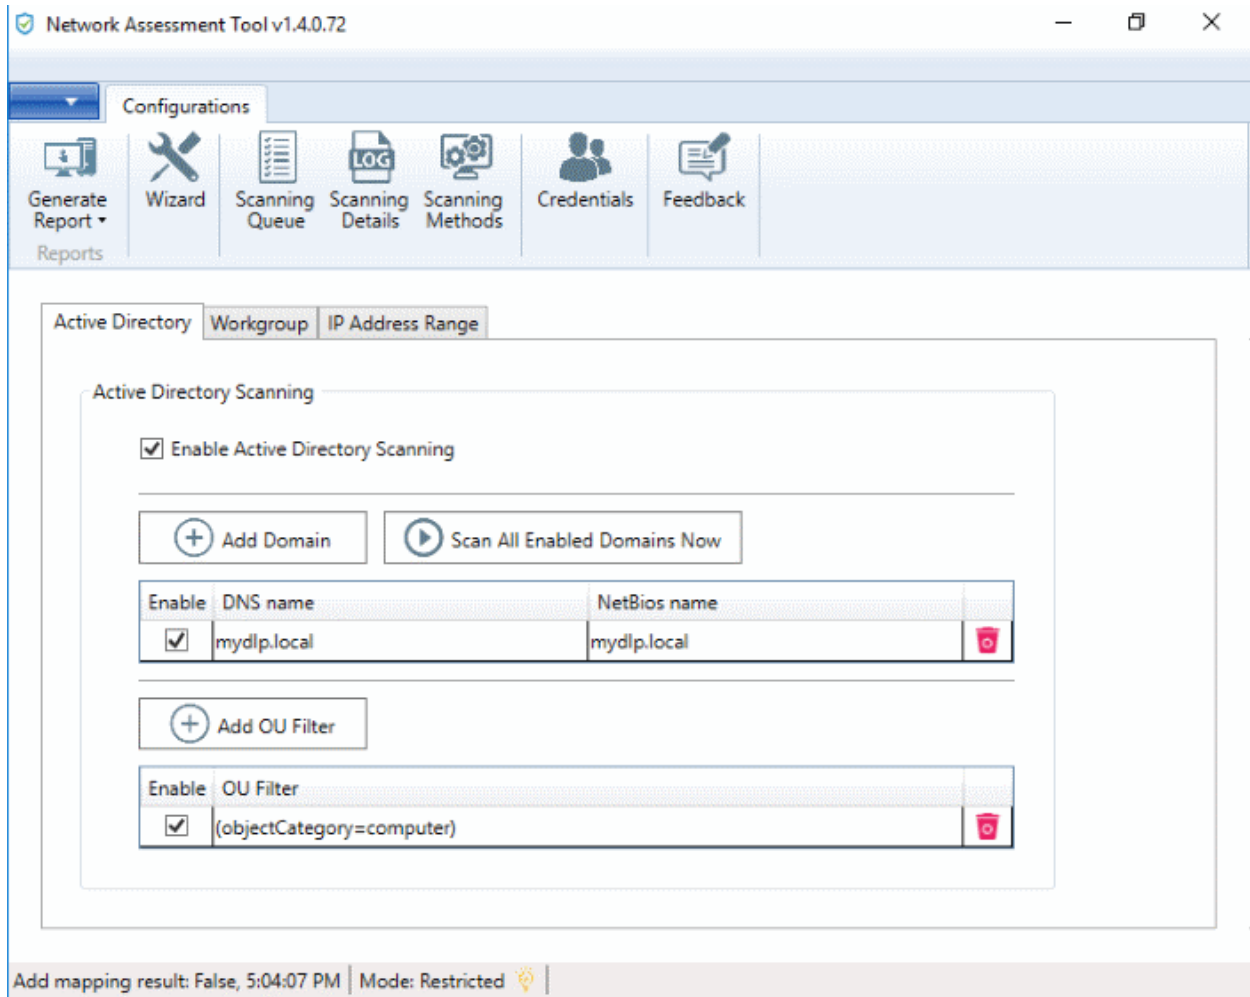 Network Assessment Tool v1.4.0.72
Configurations
Generate Report
Wizard
Scanning Queue
LOG
Scanning Details
Scanning Methods
Credentials
Feedback
Reports
Active Directory
Workgroup
IP Address Range
Active Directory Scanning
Enable Active Directory Scanning
Add Domain
Scan All Enabled Domains Now
Enable DNS name NetBios name
mydlp.local mydlp.local
Add OU Filter
Enable OU Filter
(objectCategory=computer)
Add mapping result: False, 5:04:07 PM Mode: Restricted